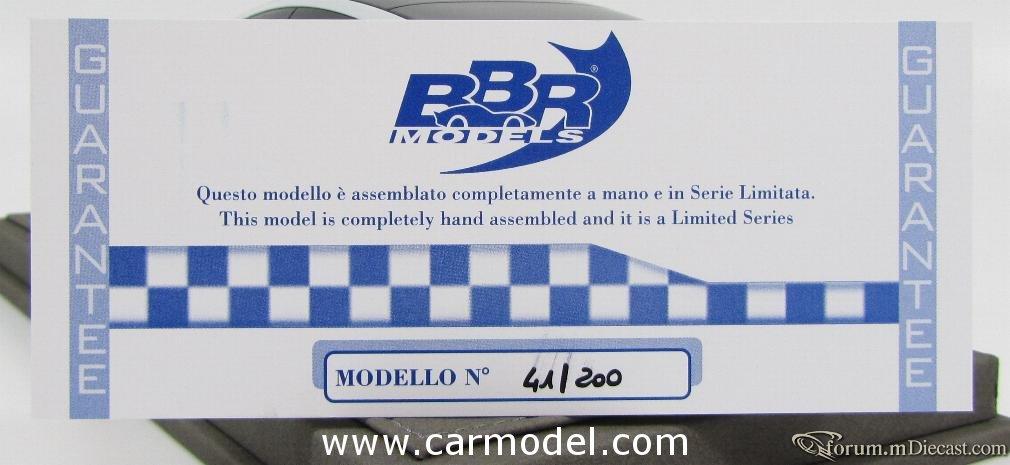 GUARANTEE
BBR®
MODELS
Questo modello è assemblato completamente a mano e in Serie Limitata.
This model is completely hand assembled and it is a Limited Series
MODELLO N° 41/200
GUARANTEE
www.carmodel.com
forum.mDiecast.com